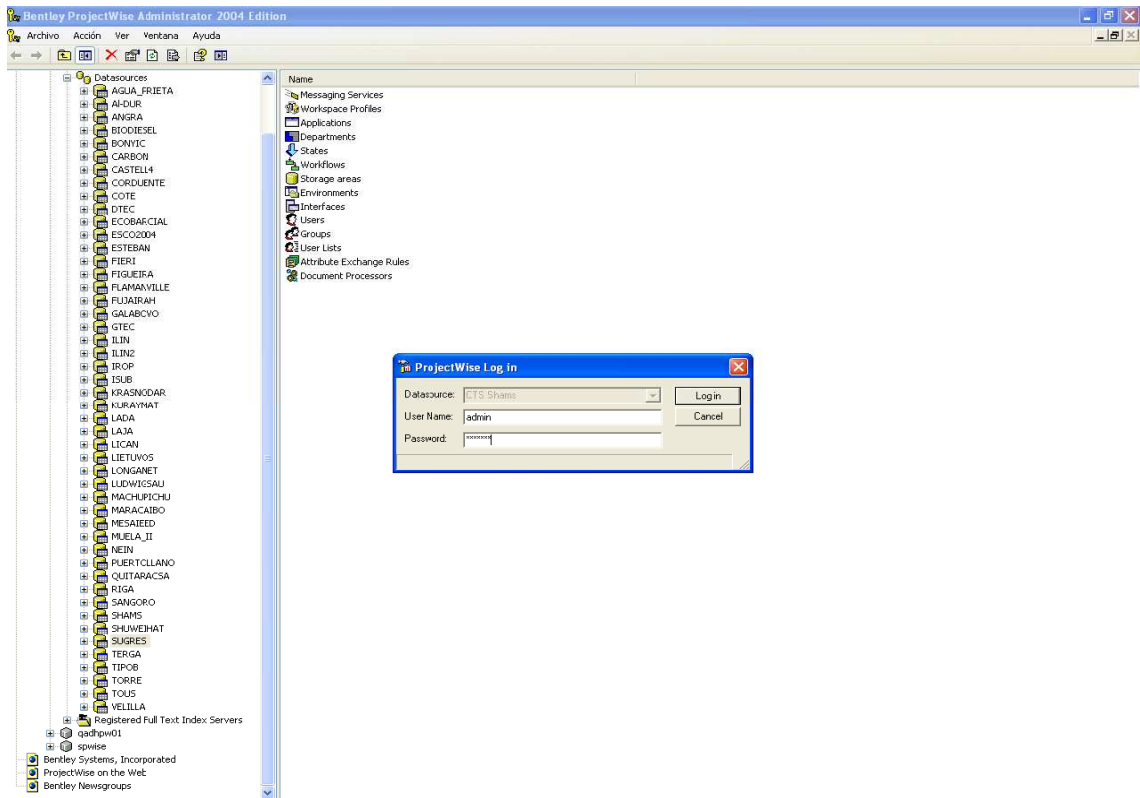 Bentley ProjectWise Administrator 2004 Edition
Archivo Acción Ver Ventana Ayuda
Datasources
AGUA_FRIETA
Al-DUR
ANGRA
BIODIESEL
BONYIC
CARBON
CASTELL4
CORDUENTE
COTE
DTEC
ECOBARCIAL
ESCO2004
ESTEBAN
FIERI
FIGUEIRA
FLAMANVILLE
FUJAIRAH
GALABCVO
GTEC
ILIN
ILIN2
IROP
ISUB
KRASNODAR
KURAYMAT
LADA
LAJA
LICAN
LIETUVOS
LONGANET
LUDWIGSAU
MACHUPICHU
MARACAIBO
MESAIEED
MUELA_II
NEIN
PUERTCLLANO
QUITARACSA
RIGA
SANGORO
SHAMS
SHUWEIHAT
SUGRES
TERGA
TIPOB
TORRE
TOUS
VELILLA
Registered Full Text Index Servers
qadhpw01
spwise
Bentley Systems, Incorporated
ProjectWise on the Web
Bentley Newsgroups
Name
Messaging Services
Workspace Profiles
Applications
Departments
States
Workflows
Storage areas
Environments
Interfaces
Users
Groups
User Lists
Attribute Exchange Rules
Document Processors
ProjectWise Log in
Datasource: CTS Shams
Log in
User Name: admin
Cancel
Password: *******